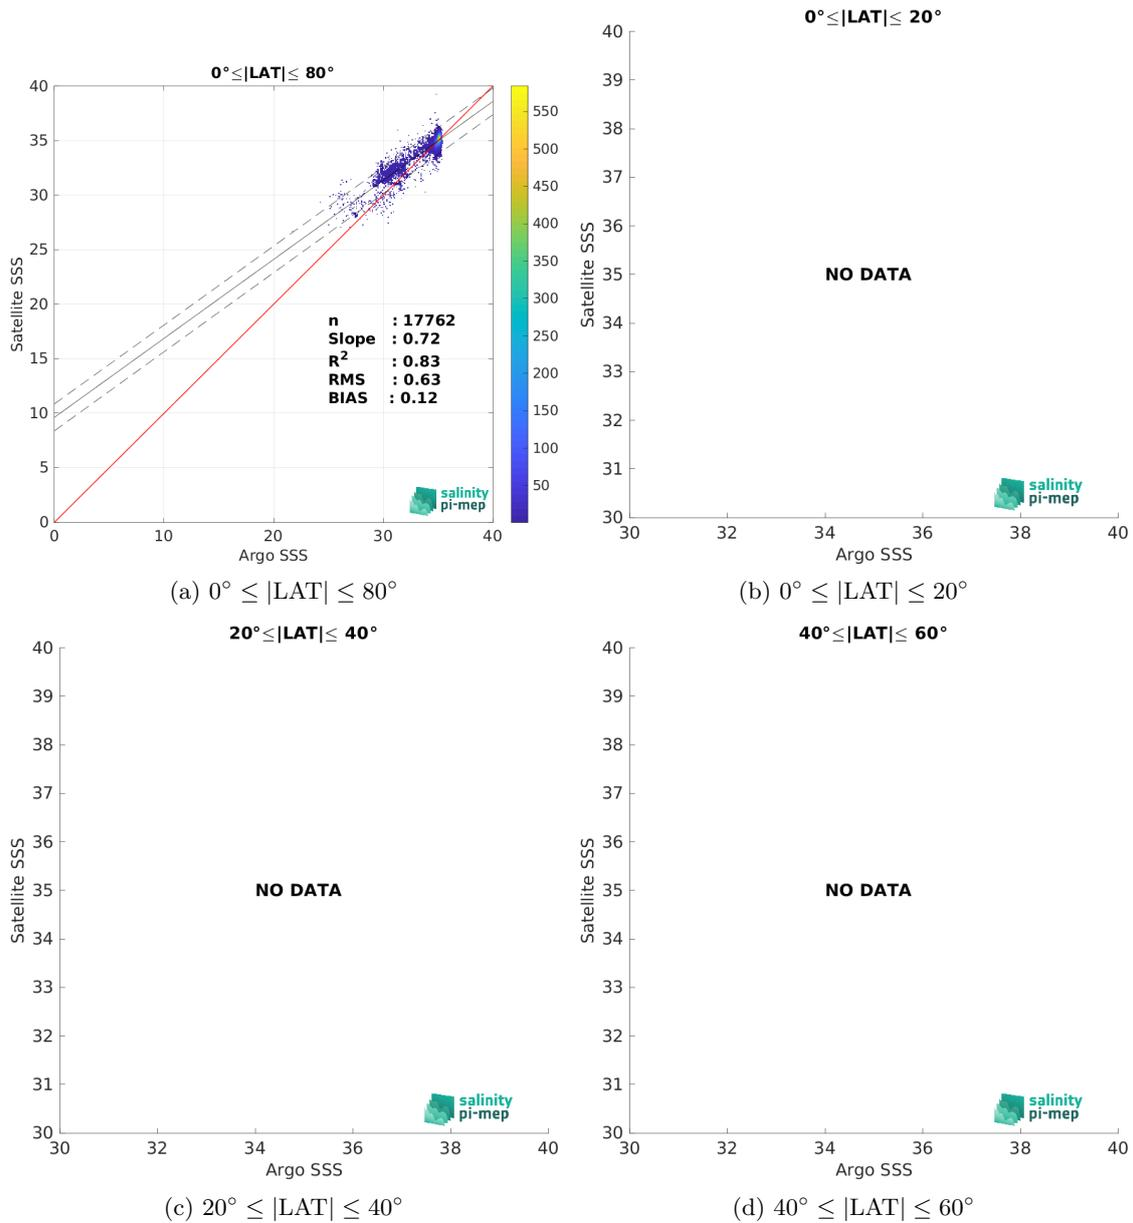 0°≤|LAT|≤ 80°
40
35
30
25
20
15
10
5
0
Satellite SSS
0
10
20
30
40
Argo SSS
550
500
450
400
350
300
250
200
150
100
50
n : 17762
Slope : 0.72
R² : 0.83
RMS : 0.63
BIAS : 0.12
salinity
pi-mep
(a) 0° ≤ |LAT| ≤ 80°
0°≤|LAT|≤ 20°
40
39
38
37
36
35
34
33
32
31
30
Satellite SSS
NO DATA
salinity
pi-mep
30
32
34
36
38
40
Argo SSS
(b) 0° ≤ |LAT| ≤ 20°
20°≤|LAT|≤ 40°
40
39
38
37
36
35
34
33
32
31
30
Satellite SSS
NO DATA
salinity
pi-mep
30
32
34
36
38
40
Argo SSS
(c) 20° ≤ |LAT| ≤ 40°
40°≤|LAT|≤ 60°
40
39
38
37
36
35
34
33
32
31
30
Satellite SSS
NO DATA
salinity
pi-mep
30
32
34
36
38
40
Argo SSS
(d) 40° ≤ |LAT| ≤ 60°